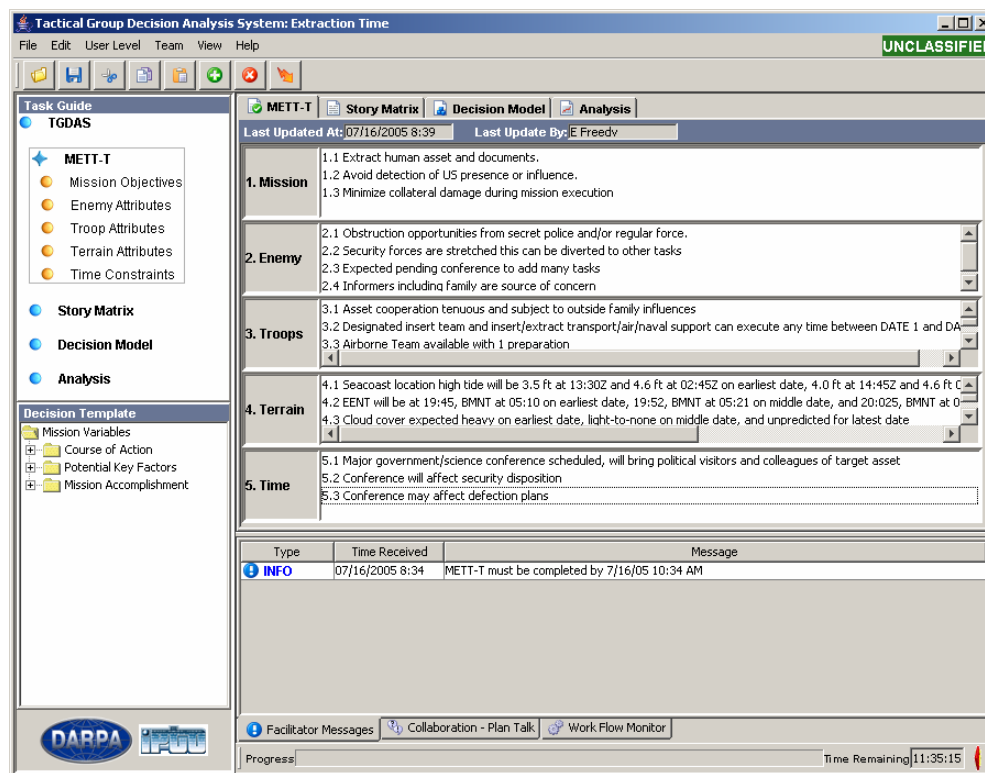 Tactical Group Decision Analysis System: Extraction Time
File Edit User Level Team View Help
UNCLASSIFIE
Task Guide
TGDAS
METT-T
Mission Objectives
Enemy Attributes
Troop Attributes
Terrain Attributes
Time Constraints
Story Matrix
Decision Model
Analysis
Decision Template
Mission Variables
Course of Action
Potential Key Factors
Mission Accomplishment
DARPA
METT-T Story Matrix Decision Model Analysis
Last Updated At: 07/16/2005 8:39 Last Update By: E Freedv
1. Mission
1.1 Extract human asset and documents.
1.2 Avoid detection of US presence or influence.
1.3 Minimize collateral damage during mission execution
2. Enemy
2.1 Obstruction opportunities from secret police and/or regular force.
2.2 Security forces are stretched this can be diverted to other tasks
2.3 Expected pending conference to add many tasks
2.4 Informers including family are source of concern
3. Troops
3.1 Asset cooperation tenuous and subject to outside family influences
3.2 Designated insert team and insert/extract transport/air/naval support can execute any time between DATE 1 and DA
3.3 Airborne Team available with 1 preparation
4. Terrain
4.1 Seacoast location high tide will be 3.5 ft at 13:30Z and 4.6 ft at 02:45Z on earliest date, 4.0 ft at 14:45Z and 4.6 ft
4.2 EENT will be at 19:45, BMNT at 05:10 on earliest date, 19:52, BMNT at 05:21 on middle date, and 20:025, BMNT at 0
4.3 Cloud cover expected heavy on earliest date, light-to-none on middle date, and unpredicted for latest date
5. Time
5.1 Major government/science conference scheduled, will bring political visitors and colleagues of target asset
5.2 Conference will affect security disposition
5.3 Conference may affect defection plans
Type Time Received Message
INFO 07/16/2005 8:34 METT-T must be completed by 7/16/05 10:34 AM
Facilitator Messages Collaboration - Plan Talk Work Flow Monitor
Progress Time Remaining 11:35:15